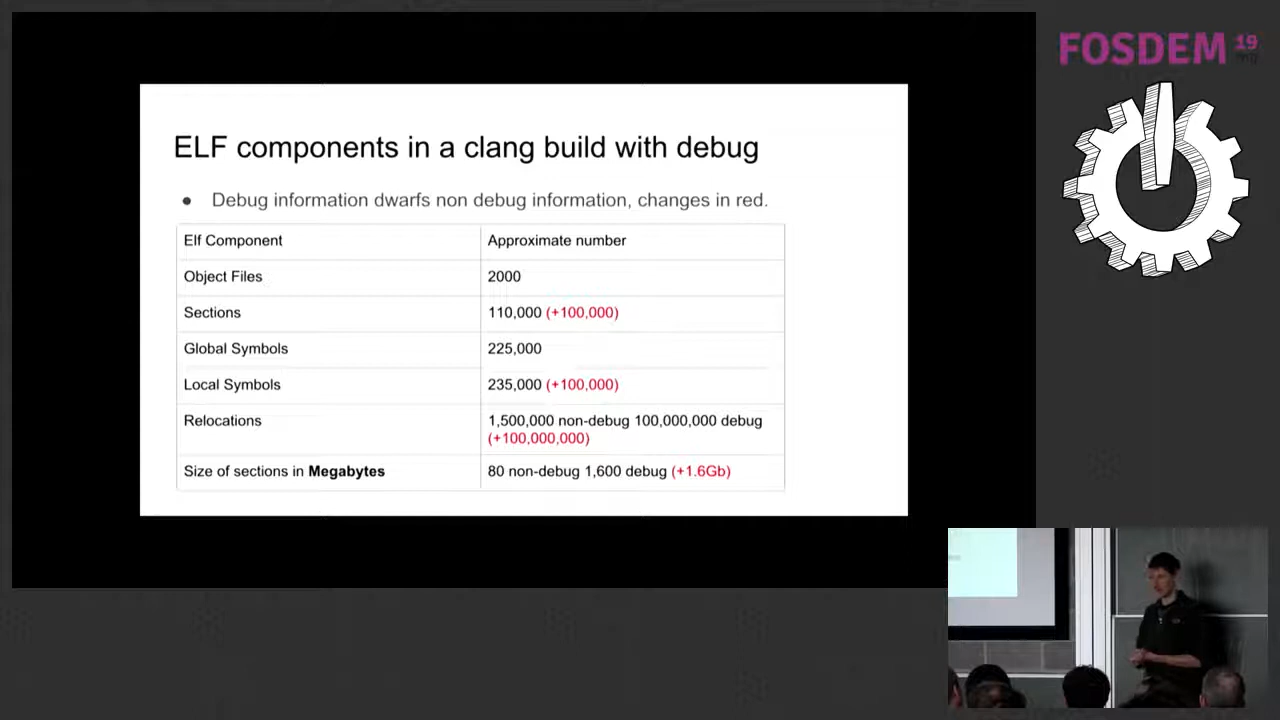 FOSDEM 19
ELF components in a clang build with debug
● Debug information dwarfs non debug information, changes in red.
Elf Component Approximate number
Object Files 2000
Sections 110,000 (+100,000)
Global Symbols 225,000
Local Symbols 235,000 (+100,000)
Relocations 1,500,000 non-debug 100,000,000 debug
(+100,000,000)
Size of sections in Megabytes 80 non-debug 1,600 debug (+1.6Gb)